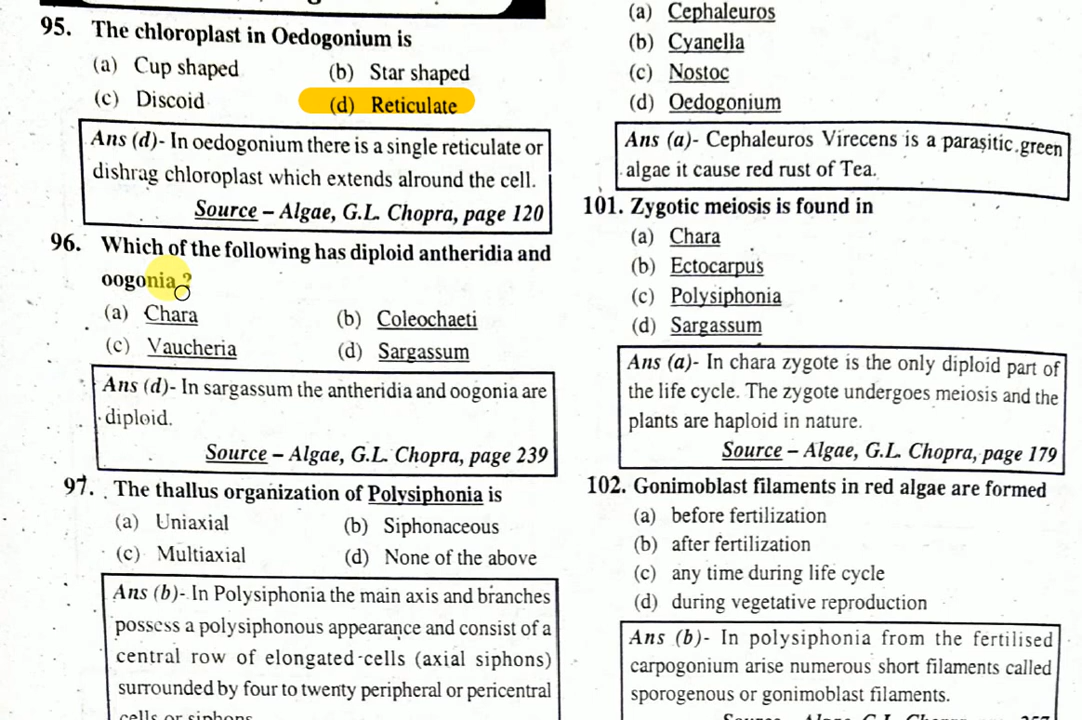 95. The chloroplast in Oedogonium is
(a) Cup shaped (b) Star shaped
(c) Discoid (d) Reticulate
Ans (d)- In oedogonium there is a single reticulate or
dishrag chloroplast which extends alround the cell.
Source – Algae, G.L. Chopra, page 120
96. Which of the following has diploid antheridia and
oogonia ?
(a) Chara (b) Coleochaeti
(c) Vaucheria (d) Sargassum
Ans (d)- In sargassum the antheridia and oogonia are
diploid.
Source – Algae, G.L. Chopra, page 239
97. The thallus organization of Polysiphonia is
(a) Uniaxial (b) Siphonaceous
(c) Multiaxial (d) None of the above
Ans (b)- In Polysiphonia the main axis and branches
possess a polysiphonous appearance and consist of a
central row of elongated cells (axial siphons)
surrounded by four to twenty peripheral or pericentral
cells or siphons
(a) Cephaleuros
(b) Cyanella
(c) Nostoc
(d) Oedogonium
Ans (a)- Cephaleuros Virecens is a parasitic green
algae it cause red rust of Tea.
101. Zygotic meiosis is found in
(a) Chara
(b) Ectocarpus
(c) Polysiphonia
(d) Sargassum
Ans (a)- In chara zygote is the only diploid part of
the life cycle. The zygote undergoes meiosis and the
plants are haploid in nature.
Source – Algae, G.L. Chopra, page 179
102. Gonimoblast filaments in red algae are formed
(a) before fertilization
(b) after fertilization
(c) any time during life cycle
(d) during vegetative reproduction
Ans (b)- In polysiphonia from the fertilised
carpogonium arise numerous short filaments called
sporogenous or gonimoblast filaments.